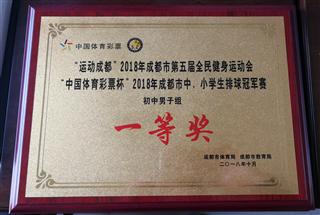 中国体育彩票
“运动成都”2018年成都市第五届全民健身运动会
“中国体育彩票杯”2018年成都市中、小学生排球冠军赛
初中男子组
一等奖
成都市体育局 成都市教育局
二〇一八年十月